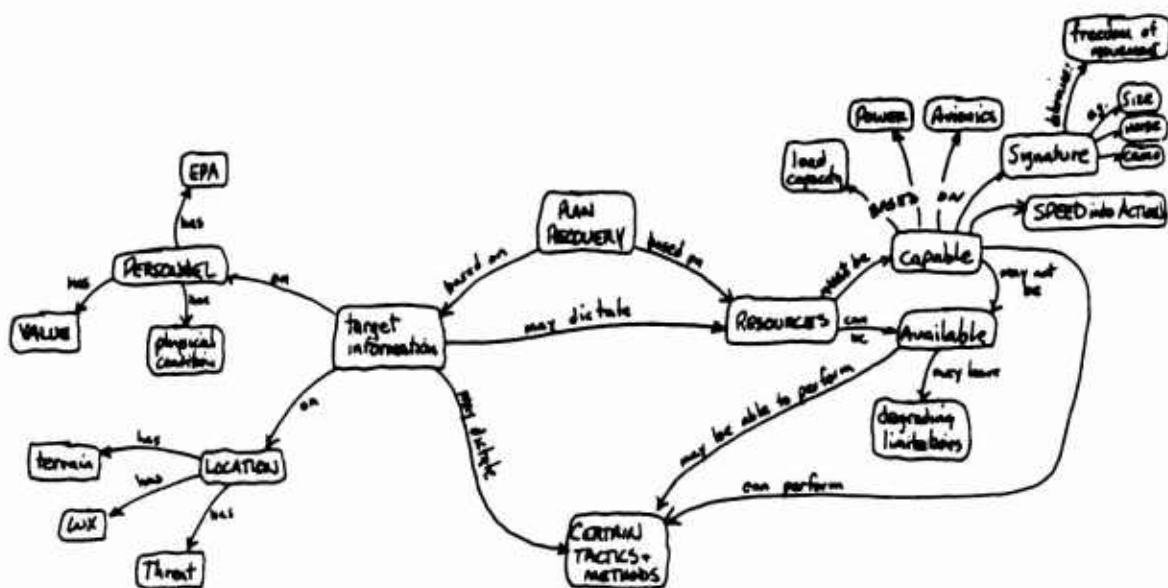 freedom of
movement
determines
eg:
Size
noise
camo
Signature
Power
Avionics
load
capacity
BASED
ON
SPEED into
EPA
has
PLAN
RECOVERY
capable
PERSONNEL
has
on
based on
based on
must be
may not
be
has
VALUE
physical
condition
target
information
may dictate
RESOURCES
can
be
Available
may have
on
may dictate
may be able to perform
degrading
limitations
terrain
has
LOCATION
has
WX
has
can perform
Threat
CERTAIN
TACTICS +
METHODS